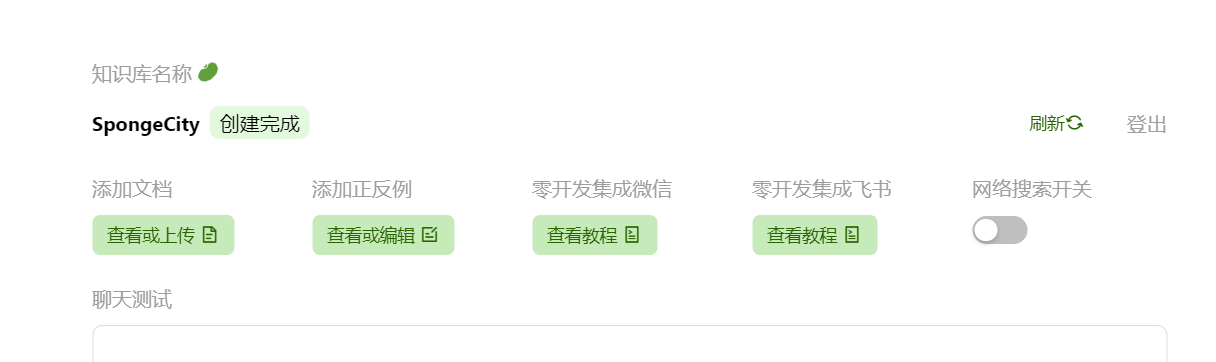 知识库名称
SpongeCity 创建完成 刷新 登出
添加文档 添加正反例 零开发集成微信 零开发集成飞书 网络搜索开关
查看或上传 查看或编辑 查看教程 查看教程
聊天测试